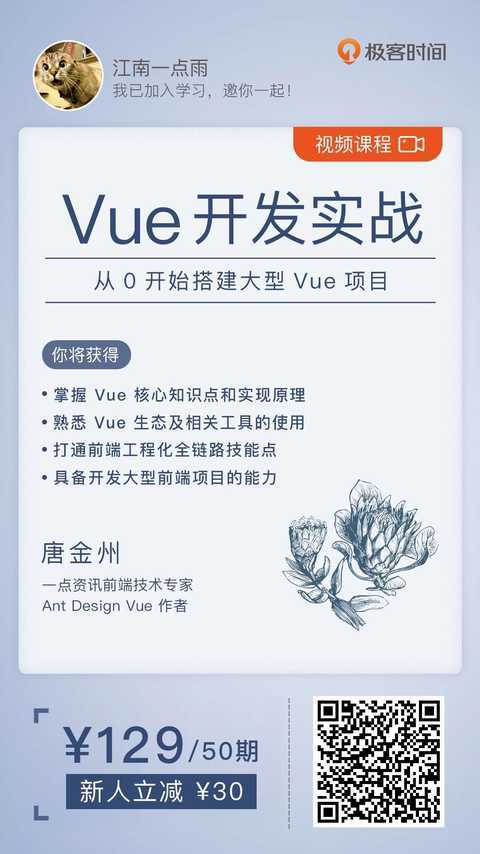 江南一点雨
我已加入学习，邀你一起！
极客时间
视频课程
Vue 开发实战
从 0 开始搭建大型 Vue 项目
你将获得
• 掌握 Vue 核心知识点和实现原理
• 熟悉 Vue 生态及相关工具的使用
• 打通前端工程化全链路技能点
• 具备开发大型前端项目的能力
唐金州
一点资讯前端技术专家
Ant Design Vue 作者
¥129/50期
新人立减 ¥30